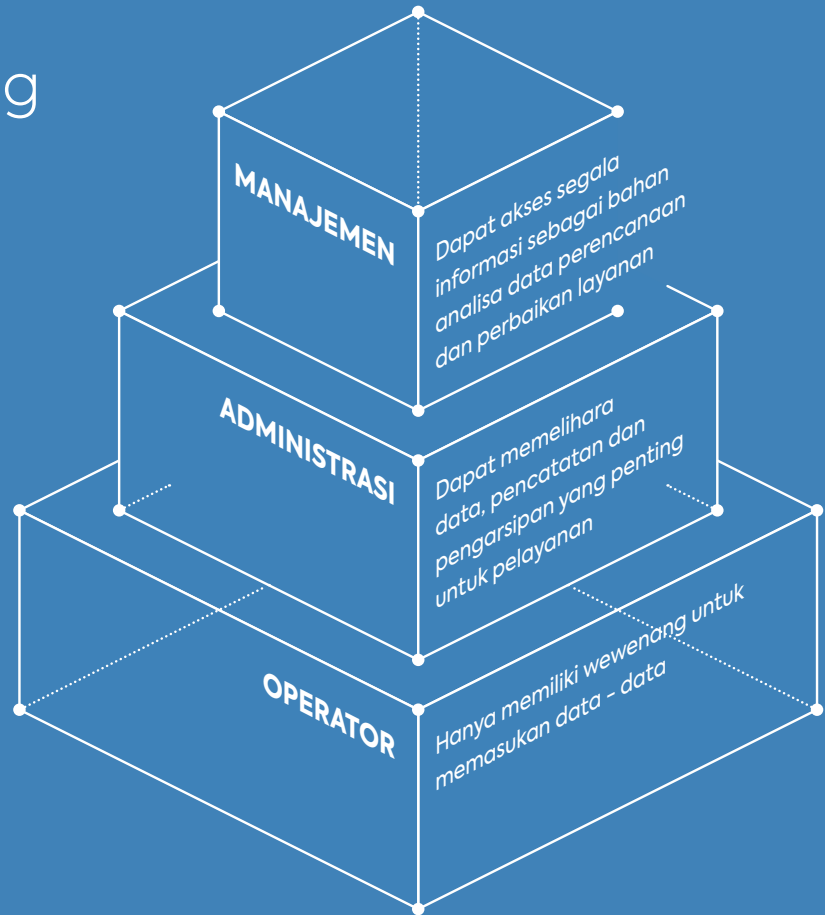 g
MANAJEMEN
Dapat akses segala
informasi sebagai bahan
analisa data perencanaan
dan perbaikan layanan
ADMINISTRASI
Dapat memelihara
data, pencatatan dan
pengarsipan yang penting
untuk pelayanan
OPERATOR
Hanya memiliki wewenang untuk
memasukan data - data